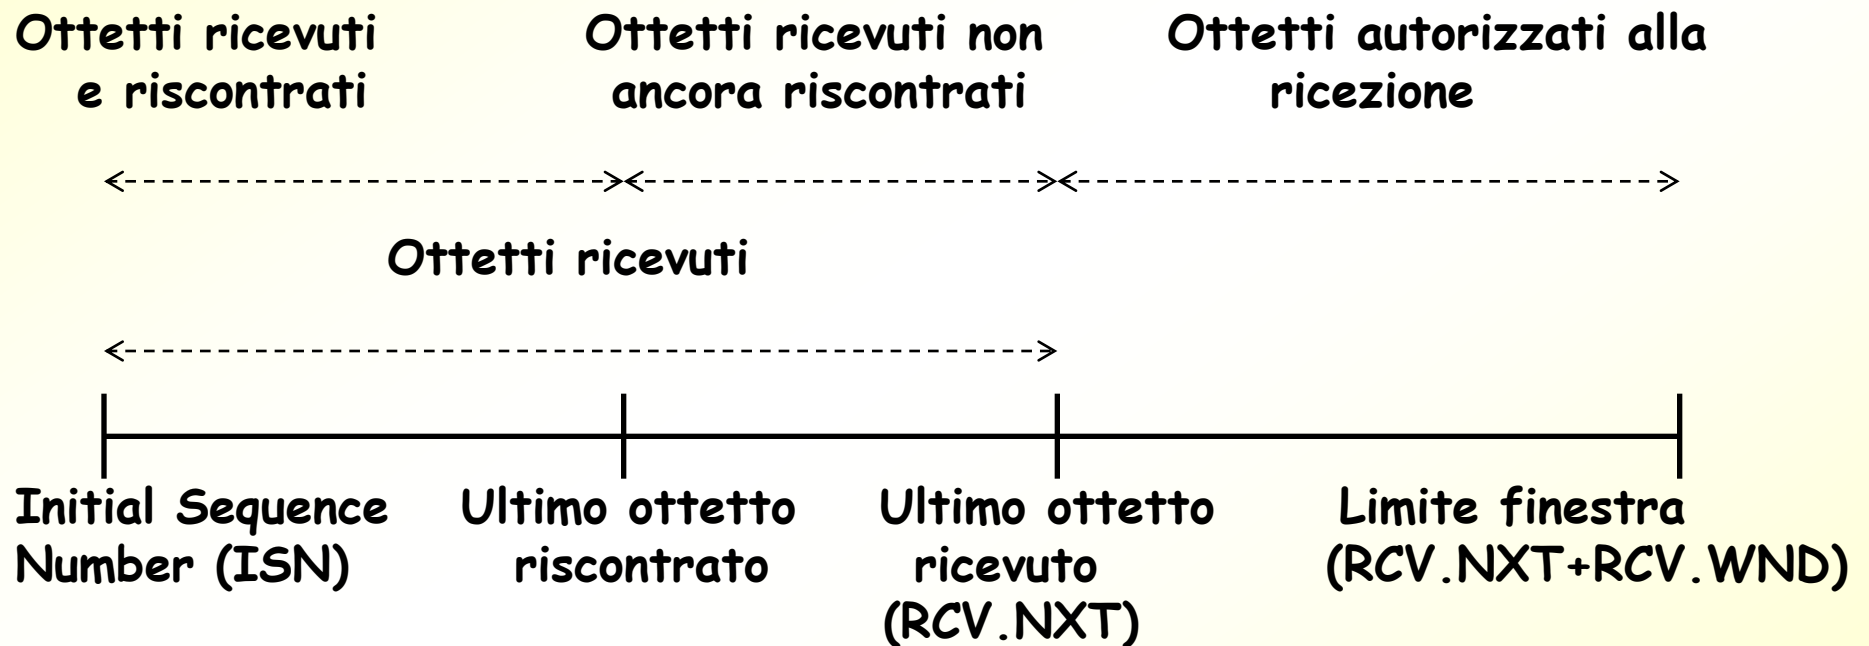 Ottetti ricevuti
e riscontrati
Ottetti ricevuti non
ancora riscontrati
Ottetti autorizzati alla
ricezione
Ottetti ricevuti
Initial Sequence
Number (ISN)
Ultimo ottetto
riscontrato
Ultimo ottetto
ricevuto
(RCV.NXT)
Limite finestra
(RCV.NXT+RCV.WND)